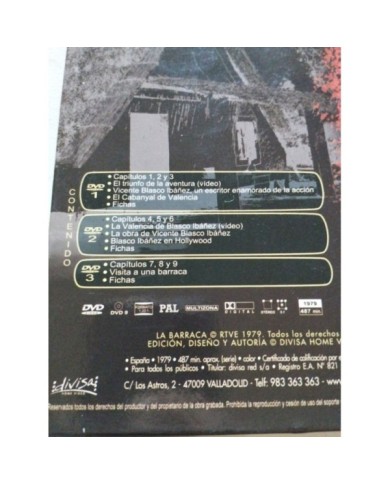 CONTENIDO
DVD 1
• Capítulos 1, 2 y 3
• El triunfo de la aventura (vídeo)
• Vicente Blasco Ibáñez, un escritor enamorado de la acción
• El Cabanyal de Valencia
• Fichas
DVD 2
• Capítulos 4, 5 y 6
• La Valencia de Blasco Ibáñez (vídeo)
• La obra de Vicente Blasco Ibáñez
• Blasco Ibáñez en Hollywood
• Fichas
DVD 3
• Capítulos 7, 8 y 9
• Visita a una barraca
• Fichas
DVD DVD 9 PAL MULTIZONA DIGITAL STEREO 1979 487 min.
LA BARRACA © RTVE 1979. Todos los derechos
EDICIÓN, DISEÑO Y AUTORÍA © DIVISA HOME V
• España • 1979 • 487 min. aprox. (serie) • color • Certificado de calificación por e
• Para todos los públicos • Titular: divisa red s/a • Registro E.A. Nº 821
divisa HOME VIDEO
C/ Los Astros, 2 - 47009 VALLADOLID - Telf: 983 363 363 - w
Reservados todos los derechos del productor y del propietario de la obra grabada. Prohibida la reproducción y cesión de uso del soporte